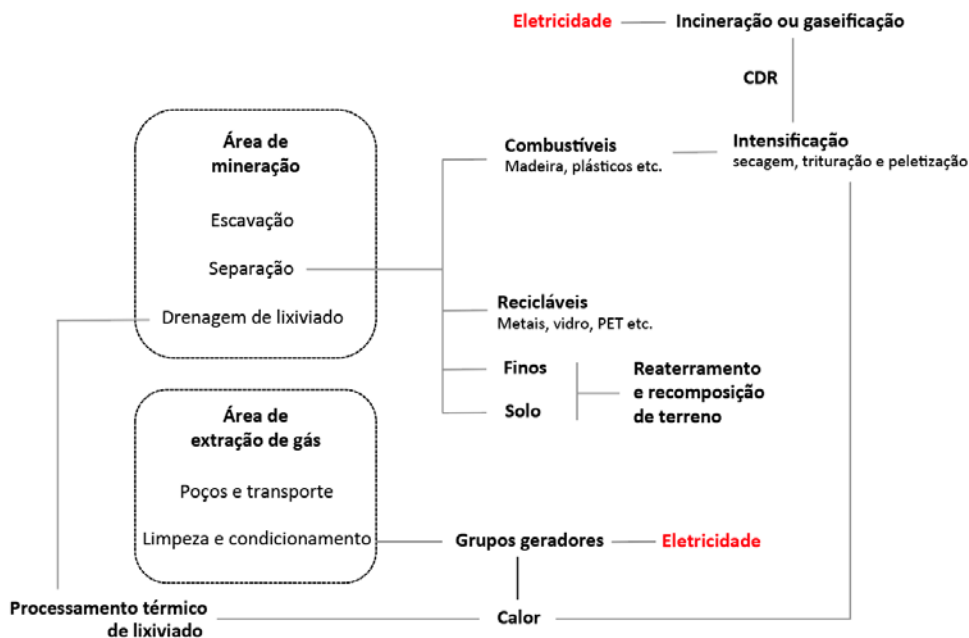 Eletricidade
Incineração ou gaseificação
CDR
Área de
mineração
Escavação
Separação
Drenagem de lixiviado
Combustíveis
Madeira, plásticos etc.
Intensificação
secagem, trituração e peletização
Recicláveis
Metais, vidro, PET etc.
Finos
Solo
Reaterramento
e recomposição
de terreno
Área de
extração de gás
Poços e transporte
Limpeza e condicionamento
Grupos geradores
Eletricidade
Processamento térmico
de lixiviado
Calor